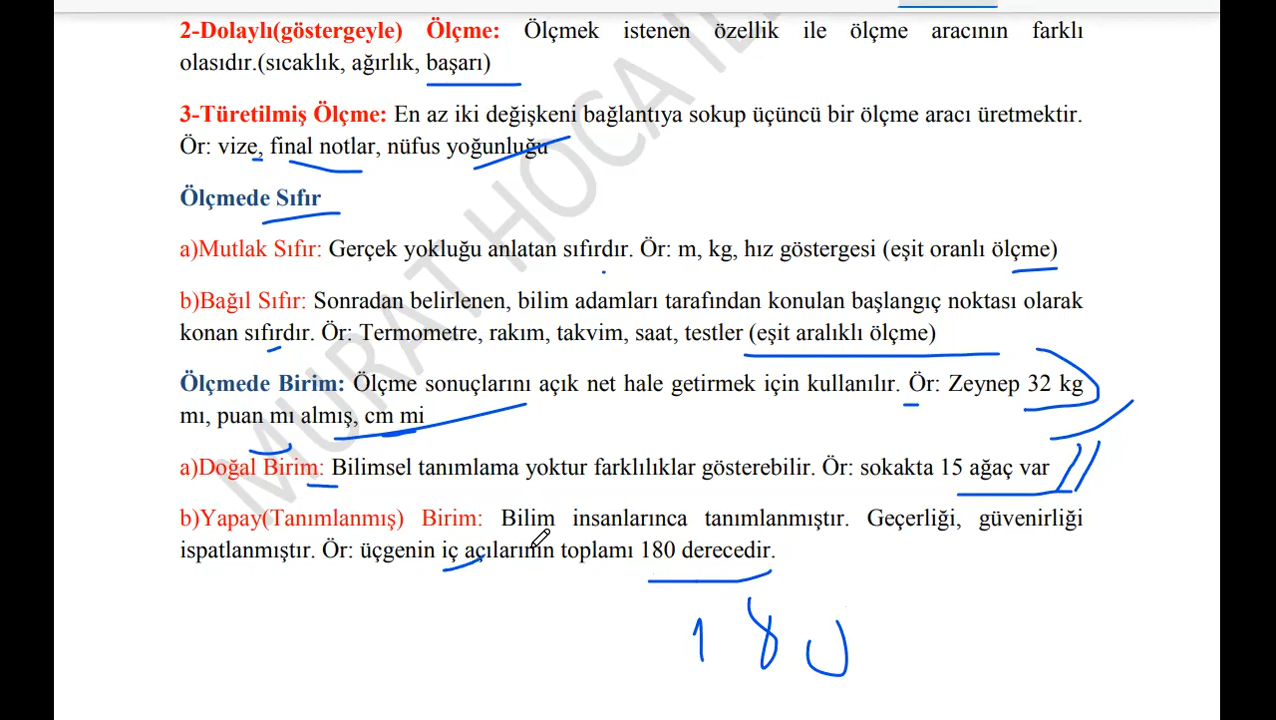 2-Dolaylı(göstergeyle) Ölçme: Ölçmek istenen özellik ile ölçme aracının farklı
olasıdır.(sıcaklık, ağırlık, başarı)
3-Türetilmiş Ölçme: En az iki değişkeni bağlantıya sokup üçüncü bir ölçme aracı üretmektir.
Ör: vize, final notlar, nüfus yoğunluğu
Ölçmede Sıfır
a)Mutlak Sıfır: Gerçek yokluğu anlatan sıfırdır. Ör: m, kg, hız göstergesi (eşit oranlı ölçme)
b)Bağıl Sıfır: Sonradan belirlenen, bilim adamları tarafından konulan başlangıç noktası olarak
konan sıfırdır. Ör: Termometre, rakım, takvim, saat, testler (eşit aralıklı ölçme)
Ölçmede Birim: Ölçme sonuçlarını açık net hale getirmek için kullanılır. Ör: Zeynep 32 kg
mı, puan mı almış, cm mi
a)Doğal Birim: Bilimsel tanımlama yoktur farklılıklar gösterebilir. Ör: sokakta 15 ağaç var
b)Yapay(Tanımlanmış) Birim: Bilim insanlarınca tanımlanmıştır. Geçerliği, güvenirliği
ispatlanmıştır. Ör: üçgenin iç açılarının toplamı 180 derecedir.
180
MURAT HOCA İLE